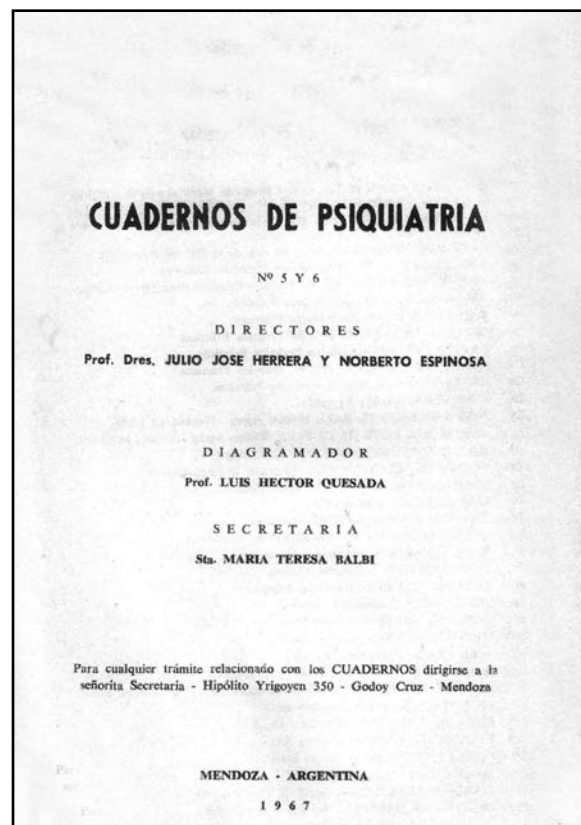 CUADERNOS DE PSIQUIATRIA
Nº 5 Y 6
DIRECTORES
Prof. Dres. JULIO JOSE HERRERA Y NORBERTO ESPINOSA
DIAGRAMADOR
Prof. LUIS HECTOR QUESADA
SECRETARIA
Sta. MARIA TERESA BALBI
Para cualquier trámite relacionado con los CUADERNOS dirigirse a la
señorita Secretaria - Hipólito Yrigoyen 350 - Godoy Cruz - Mendoza
MENDOZA - ARGENTINA
1967